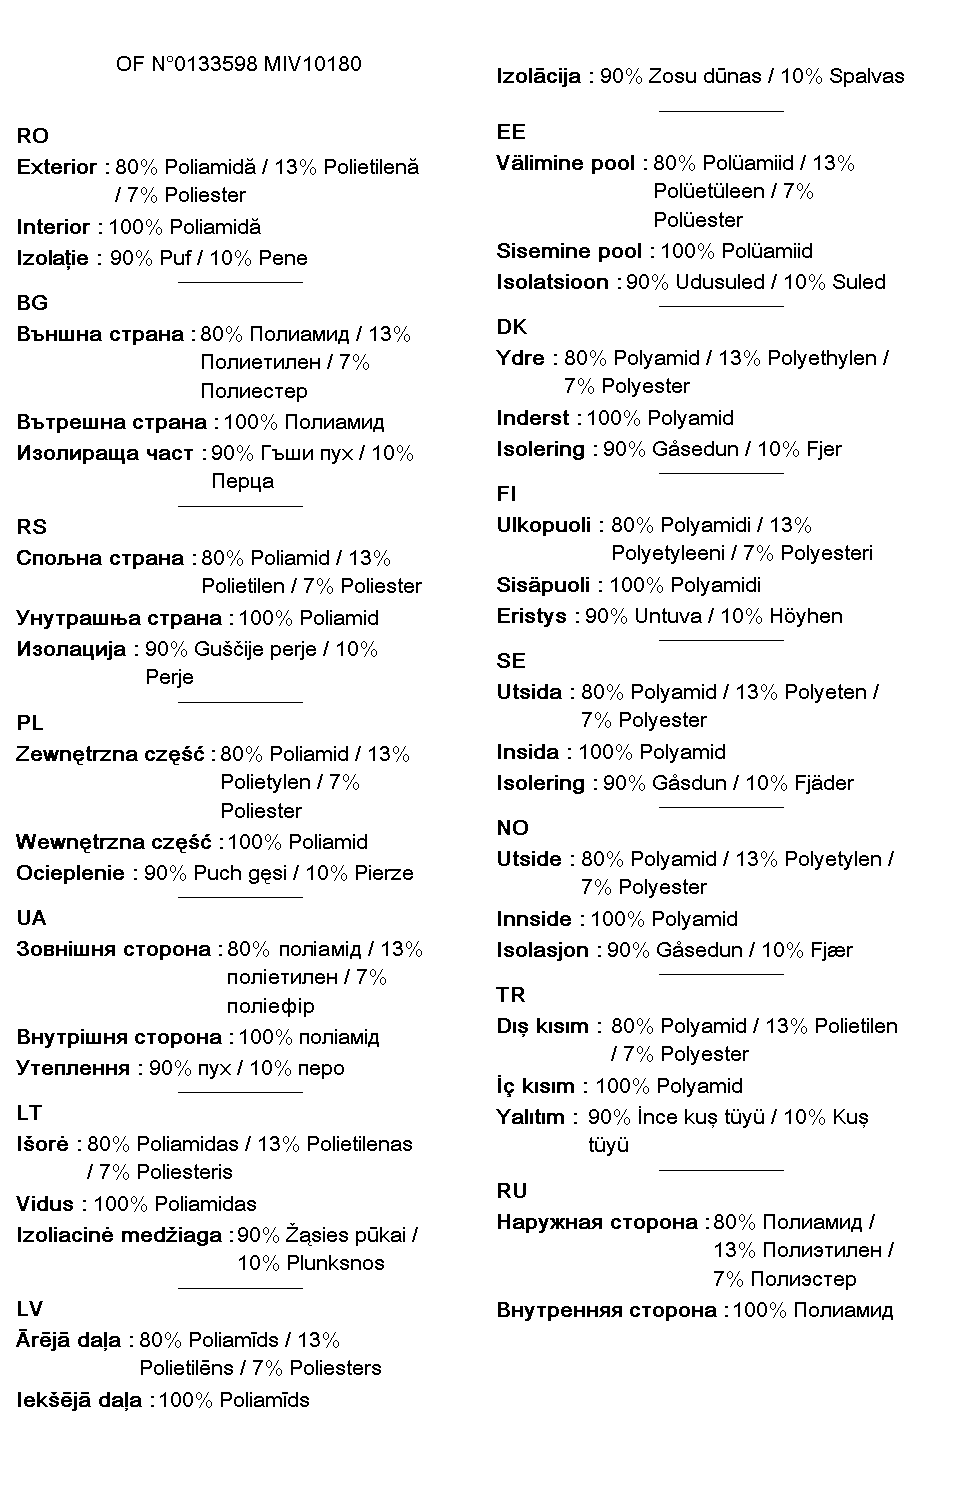 OF N°0133598 MIV10180
RO
Exterior : 80% Poliamidă / 13% Polietilenă
/ 7% Poliester
Interior : 100% Poliamidă
Izolație : 90% Puf / 10% Pene
BG
Външна страна : 80% Полиамид / 13%
Полиетилен / 7%
Полиестер
Вътрешна страна : 100% Полиамид
Изолираща част : 90% Гъши пух / 10%
Перца
RS
Спољна страна : 80% Poliamid / 13%
Polietilen / 7% Poliester
Унутрашња страна : 100% Poliamid
Изолација : 90% Guščije perje / 10%
Perje
PL
Zewnętrzna część : 80% Poliamid / 13%
Polietylen / 7%
Poliester
Wewnętrzna część : 100% Poliamid
Ocieplenie : 90% Puch gęsi / 10% Pierze
UA
Зовнішня сторона : 80% поліамід / 13%
поліетилен / 7%
поліефір
Внутрішня сторона : 100% поліамід
Утеплення : 90% пух / 10% перо
LT
Išorė : 80% Poliamidas / 13% Polietilenas
/ 7% Poliesteris
Vidus : 100% Poliamidas
Izoliacinė medžiaga : 90% Žąsies pūkai /
10% Plunksnos
LV
Ārējā daļa : 80% Poliamīds / 13%
Polietilēns / 7% Poliesters
Iekšējā daļa : 100% Poliamīds
Izolācija : 90% Zosu dūnas / 10% Spalvas
EE
Välimine pool : 80% Polüamiid / 13%
Polüetüleen / 7%
Polüester
Sisemine pool : 100% Polüamiid
Isolatsioon : 90% Udusuled / 10% Suled
DK
Ydre : 80% Polyamid / 13% Polyethylen /
7% Polyester
Inderst : 100% Polyamid
Isolering : 90% Gåsedun / 10% Fjer
FI
Ulkopuoli : 80% Polyamidi / 13%
Polyetyleeni / 7% Polyesteri
Sisäpuoli : 100% Polyamidi
Eristys : 90% Untuva / 10% Höyhen
SE
Utsida : 80% Polyamid / 13% Polyeten /
7% Polyester
Insida : 100% Polyamid
Isolering : 90% Gåsdun / 10% Fjäder
NO
Utside : 80% Polyamid / 13% Polyetylen /
7% Polyester
Innside : 100% Polyamid
Isolasjon : 90% Gåsedun / 10% Fjær
TR
Dış kısım : 80% Polyamid / 13% Polietilen
/ 7% Polyester
İç kısım : 100% Polyamid
Yalıtım : 90% İnce kuş tüyü / 10% Kuş
tüyü
RU
Наружная сторона : 80% Полиамид /
13% Полиэтилен /
7% Полиэстер
Внутренняя сторона : 100% Полиамид